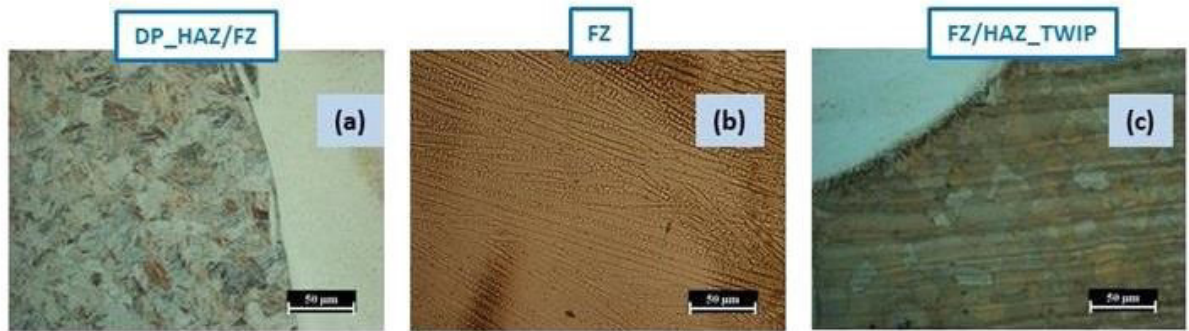 DP_HAZ/FZ
FZ
FZ/HAZ_TWIP
(a)
(b)
(c)
50 µm
50 µm
50 µm